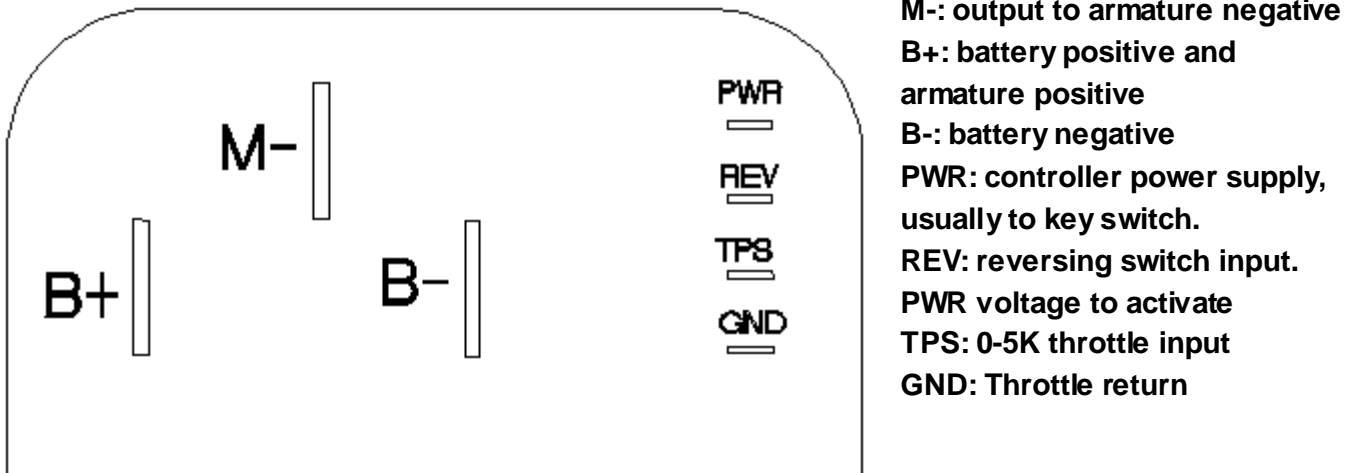 M-: output to armature negative
B+: battery positive and
armature positive
B-: battery negative
PWR: controller power supply,
usually to key switch.
REV: reversing switch input.
PWR voltage to activate
TPS: 0-5K throttle input
GND: Throttle return
PWR
M-
REV
TPS
B+
B-
GND